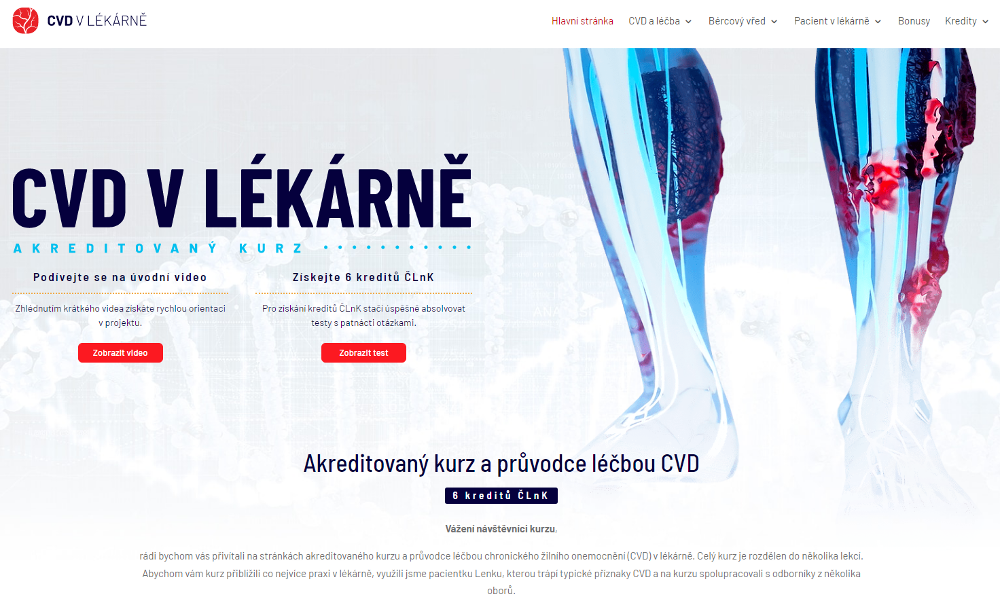 CVD V LÉKÁRNĚ
Hlavní stránka
CVD a léčba
Bércový vřed
Pacient v lékárně
Bonusy
Kredity
CVD V LÉKÁRNĚ
AKREDITOVANÝ KURZ
Podívejte se na úvodní video
Zhlédnutím krátkého videa získáte rychlou orientaci
v projektu.
Zobrazit video
Získejte 6 kreditů ČLnK
Pro získání kreditů ČLnK stačí úspěšně absolvovat
testy s patnácti otázkami.
Zobrazit test
Akreditovaný kurz a průvodce léčbou CVD
6 kreditů ČLnK
Vážení návštěvníci kurzu,
rádi bychom vás přivítali na stránkách akreditovaného kurzu a průvodce léčbou chronického žilního onemocnění (CVD) v lékárně. Celý kurz je rozdělen do několika lekcí.
Abychom vám kurz přiblížili co nejvíce praxi v lékárně, využili jsme pacientku Lenku, kterou trápí typické příznaky CVD a na kurzu spolupracovali s odborníky z několika
oborů.